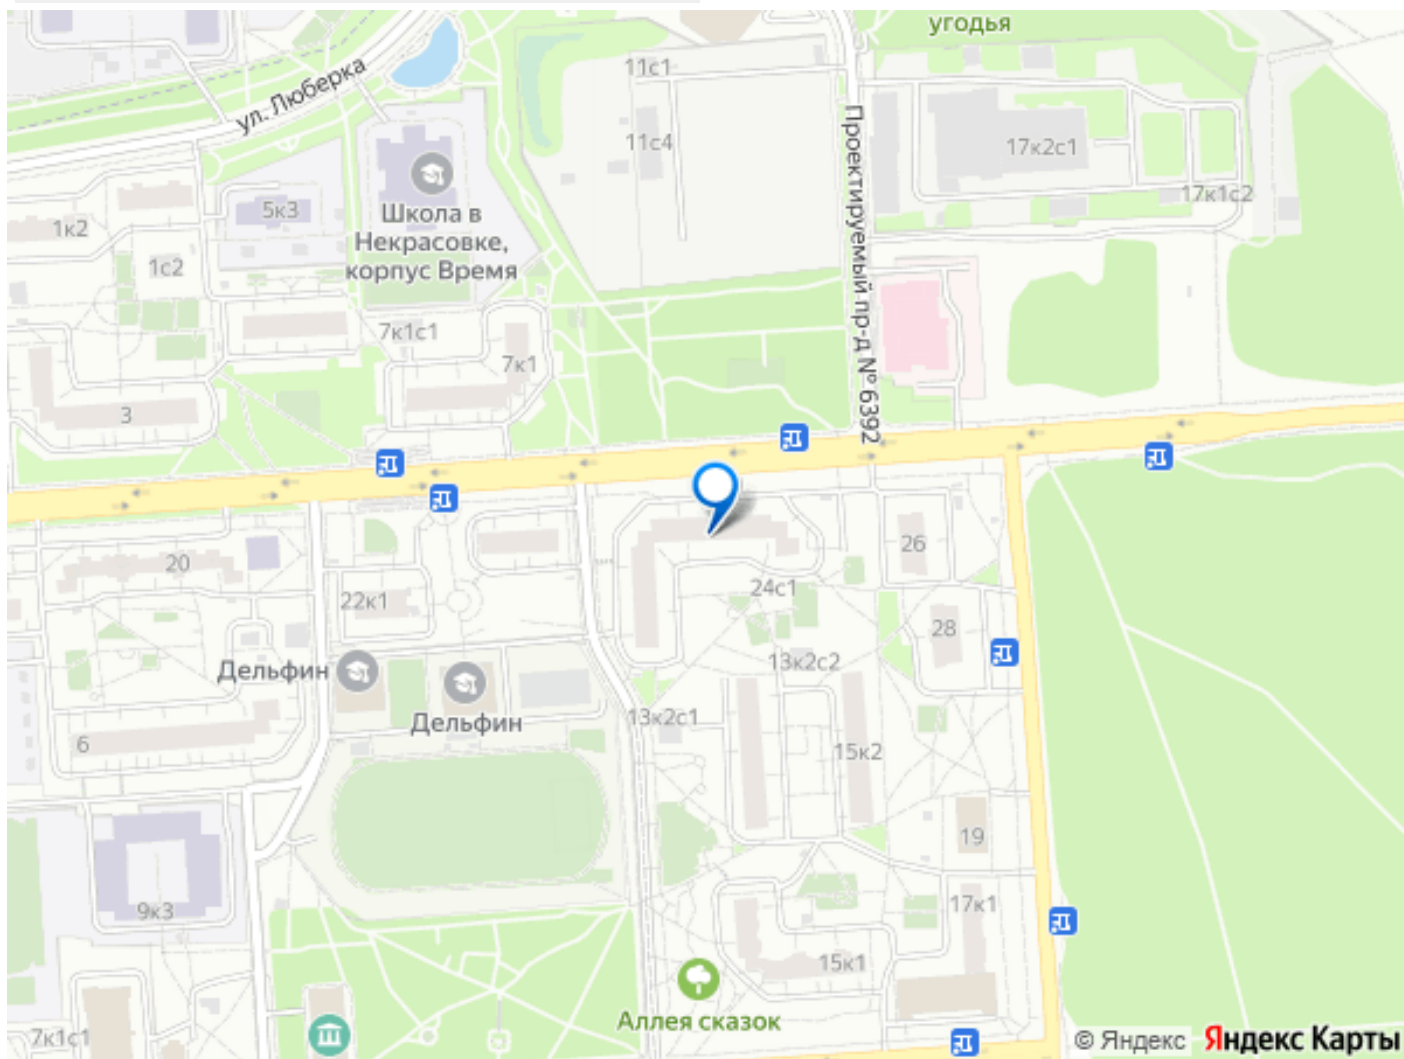 угодья
11с1
ул. Люберка
11с4
Проектируемый пр-д № 6392
17к2с1
17к1с2
5к3
Школа в
Некрасовке,
корпус Время
1к2
1с2
7к1с1
7к1
3
20
22к1
24с1
26
28
Дельфин
Дельфин
13к2с2
13к2с1
15к2
6
19
9к3
17к1
15к1
Аллея сказок
7к1с1
© Яндекс Яндекс Карты